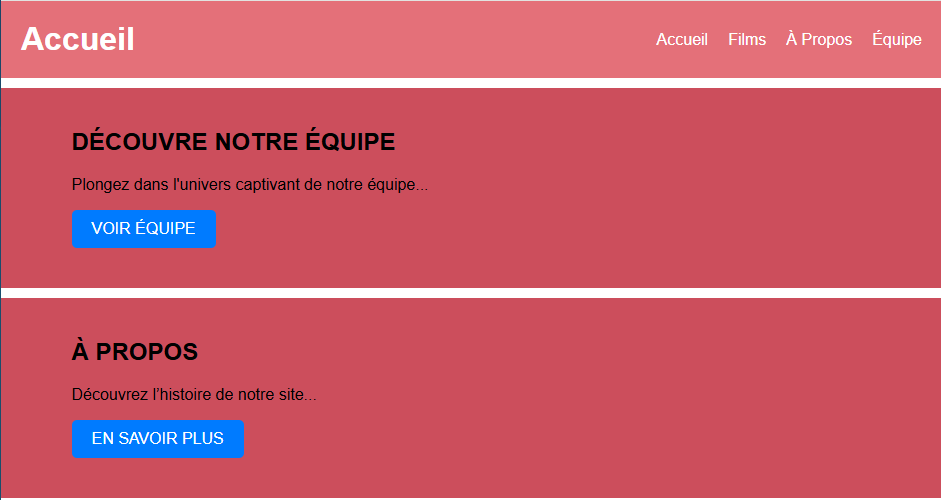 Accueil
Accueil Films À Propos Équipe
DÉCOUVRE NOTRE ÉQUIPE
Plongez dans l'univers captivant de notre équipe...
VOIR ÉQUIPE
À PROPOS
Découvrez l’histoire de notre site...
EN SAVOIR PLUS